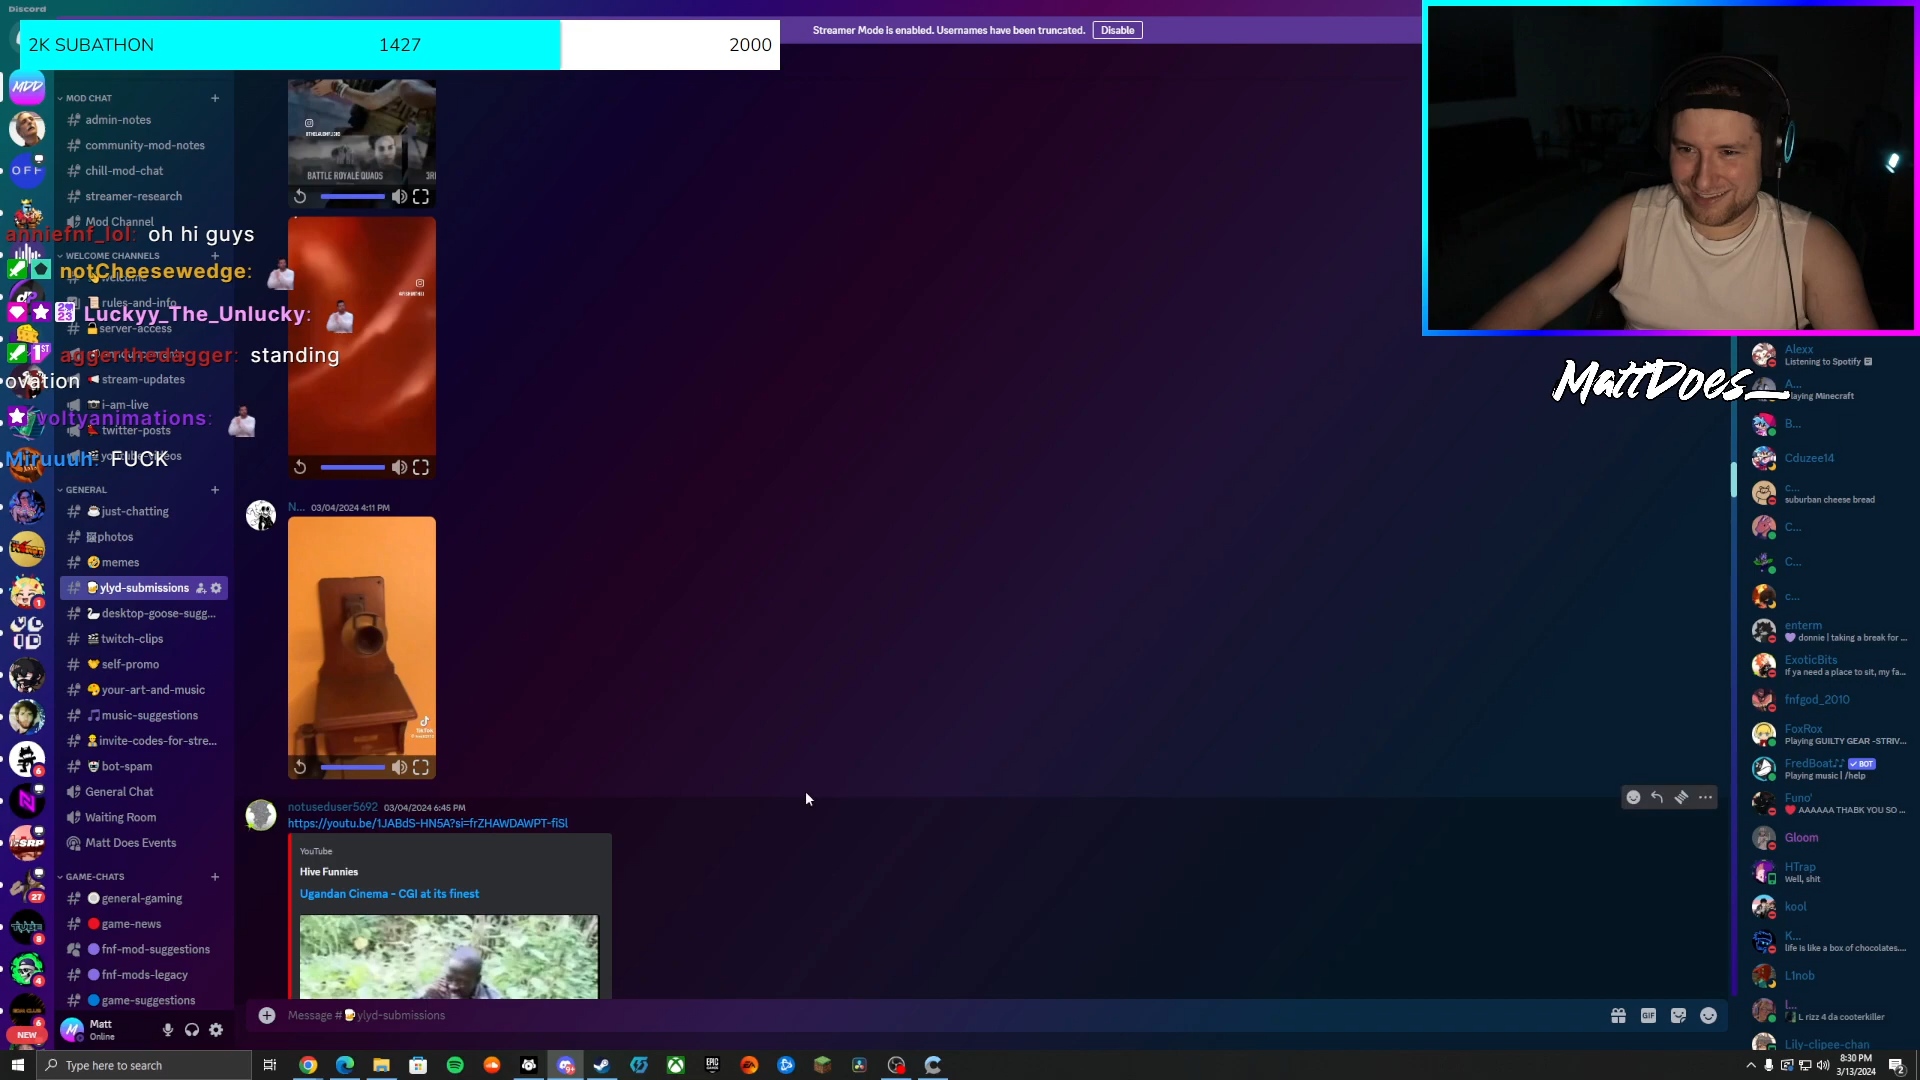 Discord
2K SUBATHON 1427 2000
Streamer Mode is enabled. Usernames have been truncated. Disable
MDD
OFF
MOD CHAT
admin-notes
community-mod-notes
chill-mod-chat
streamer-research
Mod Channel
anniefnf_lol: oh hi guys
WELCOME CHANNELS
notCheesewedge:
welcome
rules-and-info
Luckyy_The_Unlucky:
server-access
aggerthedagger: standing
ovation
stream-updates
i-am-live
voltyanimations:
twitter-posts
Miruuuh: FUCK
youtube-videos
GENERAL
just-chatting
photos
memes
ylyd-submissions
desktop-goose-sugg...
twitch-clips
self-promo
your-art-and-music
music-suggestions
invite-codes-for-stre...
bot-spam
General Chat
Waiting Room
Matt Does Events
GAME-CHATS
general-gaming
game-news
fnf-mod-suggestions
fnf-mods-legacy
game-suggestions
NEW
Matt
Online
BATTLE ROYALE QUADS
N... 03/04/2024 4:11 PM
TikTok
notuseduser5692 03/04/2024 6:45 PM
https://youtu.be/1JABdS-HN5A?si=frZHAWDAWPT-fiSl
YouTube
Hive Funnies
Ugandan Cinema - CGI at its finest
Message #ylyd-submissions
GIF
MattDoes_
Alexx
Listening to Spotify
A...
Playing Minecraft
B...
Cduzee14
c...
suburban cheese bread
C...
C...
c...
enterm
donnie | taking a break for ...
ExoticBits
If ya need a place to sit, my fa...
fnfgod_2010
FoxRox
Playing GUILTY GEAR -STRIV...
FredBoat♪♪ BOT
Playing music | /help
Funo'
AAAAAA THABK YOU SO ...
Gloom
HTrap
Well, shit
kool
K...
life is like a box of chocolates....
L1nob
L...
L rizz 4 da cooterkiller
Lily-clipee-chan
Type here to search
8:30 PM
3/13/2024